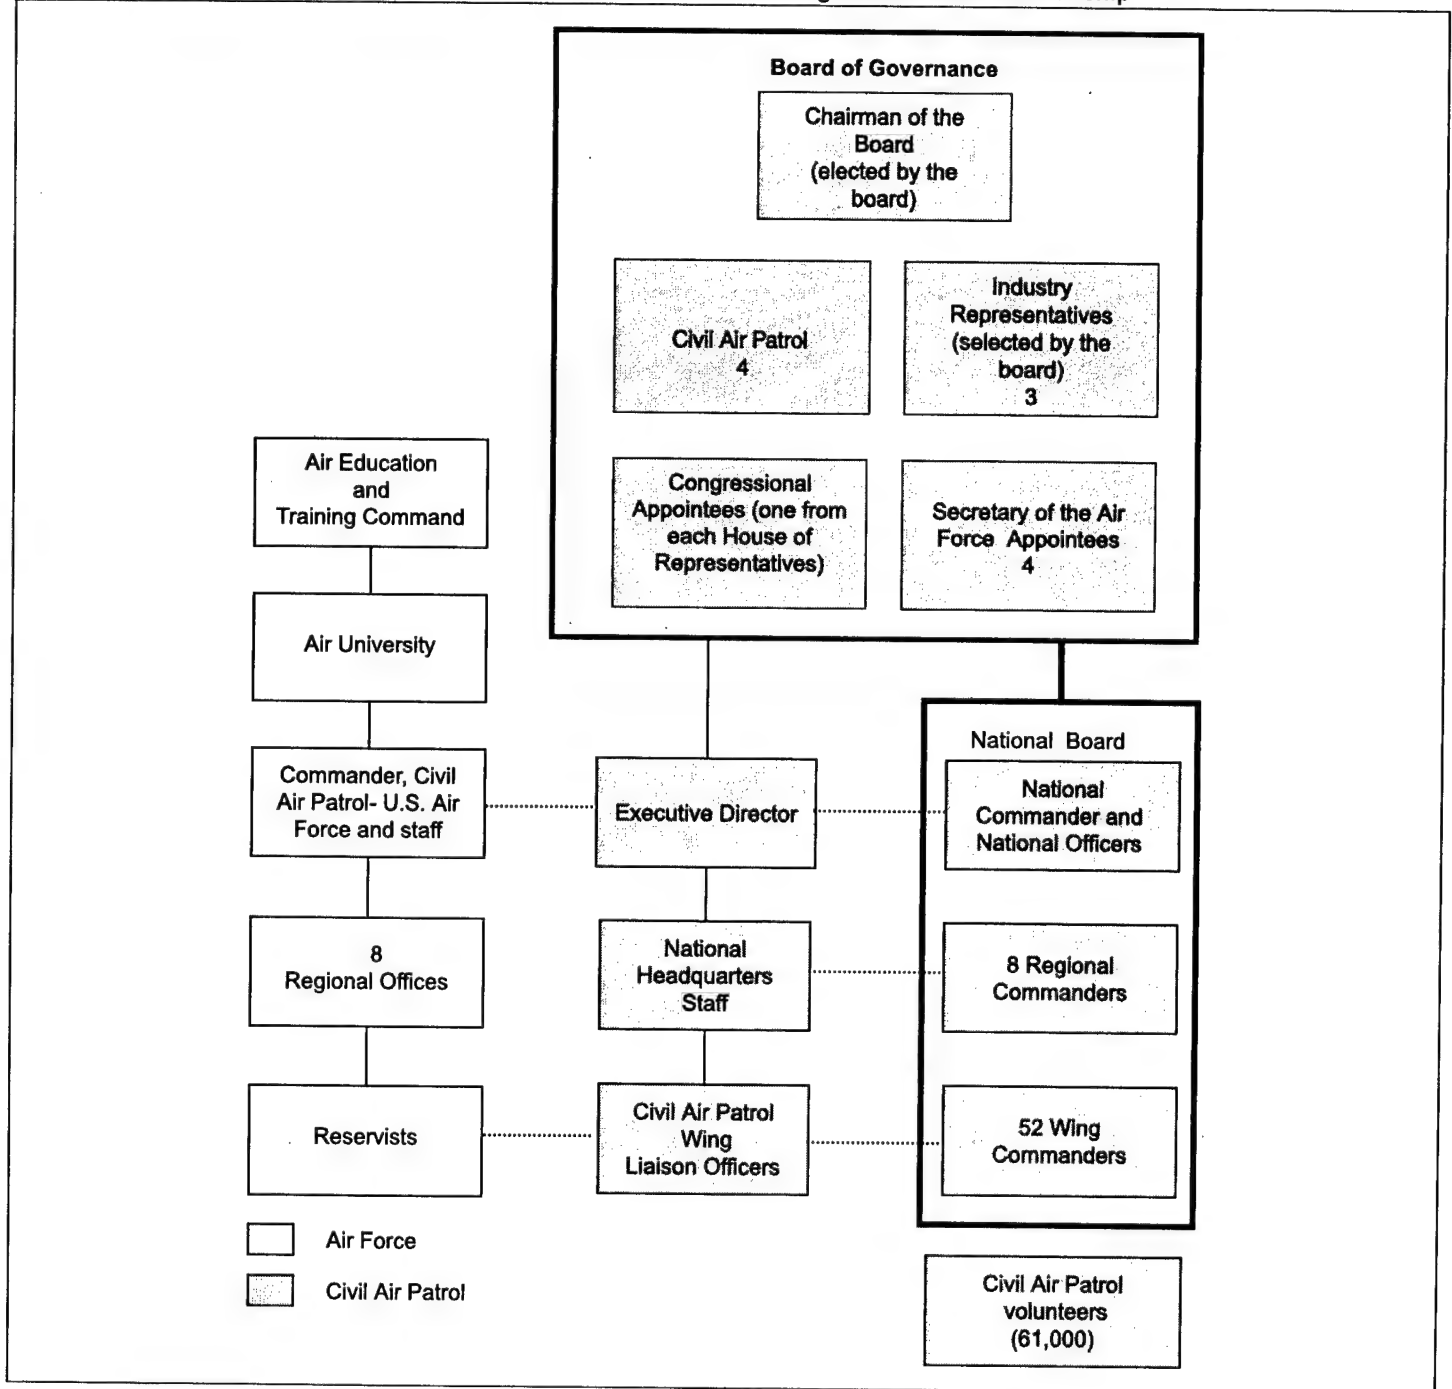 Board of Governance
Chairman of the
Board
(elected by the
board)
Civil Air Patrol
4
Industry
Representatives
(selected by the
board)
3
Congressional
Appointees (one from
each House of
Representatives)
Secretary of the Air
Force Appointees
4
Air Education
and
Training Command
Air University
Commander, Civil
Air Patrol- U.S. Air
Force and staff
Executive Director
National Board
National
Commander and
National Officers
8
Regional Offices
National
Headquarters
Staff
8 Regional
Commanders
Reservists
Civil Air Patrol
Wing
Liaison Officers
52 Wing
Commanders
Air Force
Civil Air Patrol
Civil Air Patrol
volunteers
(61,000)